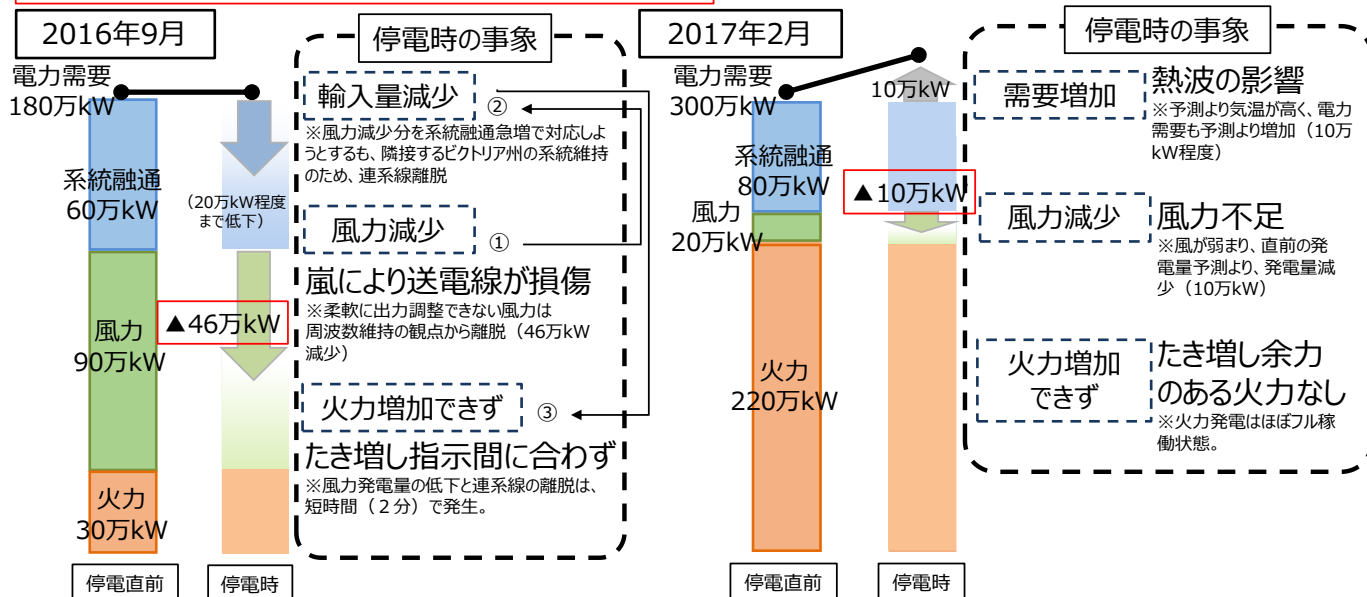 2016年9月
電力需要
180万kW
系統融通
60万kW
風力
90万kW
火力
30万kW
停電直前
（20万kW程度
まで低下）
▲46万kW
停電時
停電時の事象
輸入量減少
②
※風力減少分を系統融通急増で対応しよ
うとするも、隣接するビクトリア州の系統維持
のため、連系線離脱
風力減少
①
嵐により送電線が損傷
※柔軟に出力調整できない風力は
周波数維持の観点から離脱（46万kW
減少）
火力増加できず
③
たき増し指示間に合わず
※風力発電量の低下と連系線の離脱は、
短時間（２分）で発生。
2017年2月
電力需要
300万kW
系統融通
80万kW
風力
20万kW
火力
220万kW
停電直前
10万kW
▲10万kW
停電時
停電時の事象
需要増加
熱波の影響
※予測より気温が高く、電力
需要も予測より増加（10万
kW程度）
風力減少
風力不足
※風が弱まり、直前の発
電量予測より、発電量減
少（10万kW）
火力増加
できず
たき増し余力
のある火力なし
※火力発電はほぼフル稼
働状態。